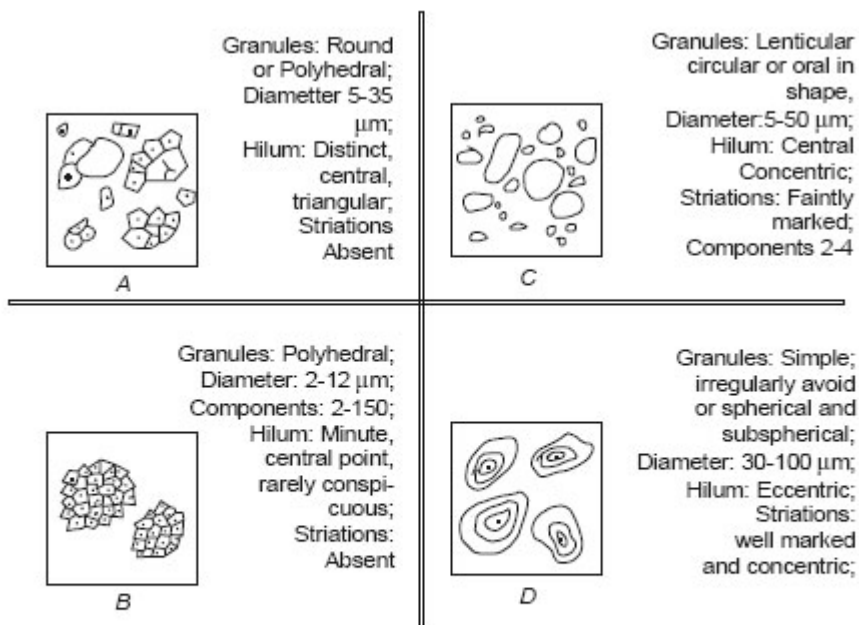 Granules: Round
or Polyhedral;
Diametter 5-35
μm;
Hilum: Distinct,
central,
triangular;
Striations
Absent
A
Granules: Lenticular
circular or oral in
shape,
Diameter:5-50 μm;
Hilum: Central
Concentric;
Striations: Faintly
marked;
Components 2-4
C
Granules: Polyhedral;
Diameter: 2-12 μm;
Components: 2-150;
Hilum: Minute,
central point,
rarely conspi-
cuous;
Striations:
Absent
B
Granules: Simple;
irregularly avoid
or spherical and
subspherical;
Diameter: 30-100 μm;
Hilum: Eccentric;
Striations:
well marked
and concentric;
D